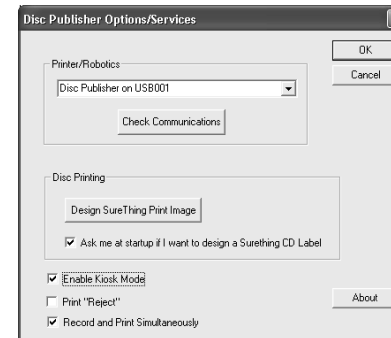 Disc Publisher Options/Services
OK
Cancel
Printer/Robotics
Disc Publisher on USB001
Check Communications
Disc Printing
Design SureThing Print Image
Ask me at startup if I want to design a Surething CD Label
Enable Kiosk Mode
Print "Reject"
About
Record and Print Simultaneously